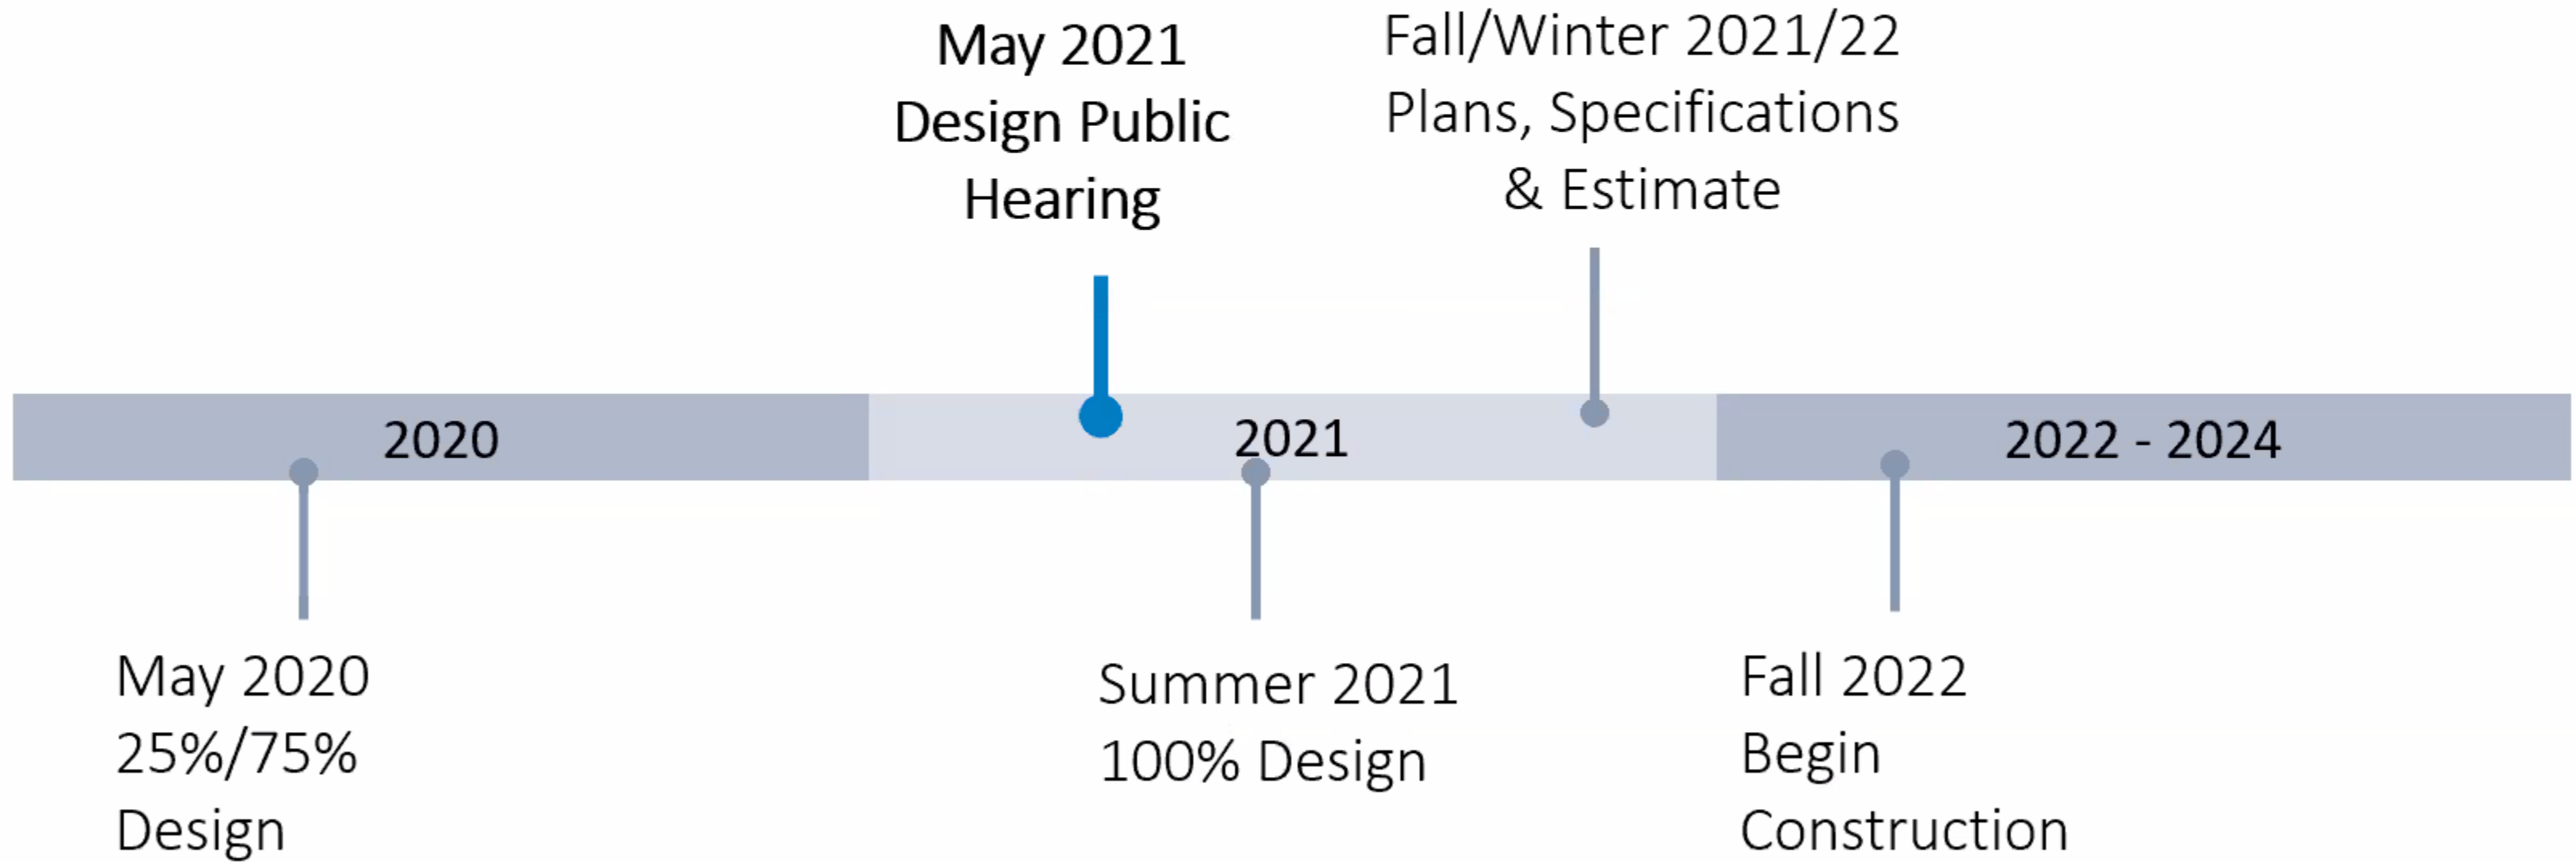 May 2021
Design Public
Hearing
Fall/Winter 2021/22
Plans, Specifications
& Estimate
2020
2021
2022 - 2024
May 2020
25%/75%
Design
Summer 2021
100% Design
Fall 2022
Begin
Construction